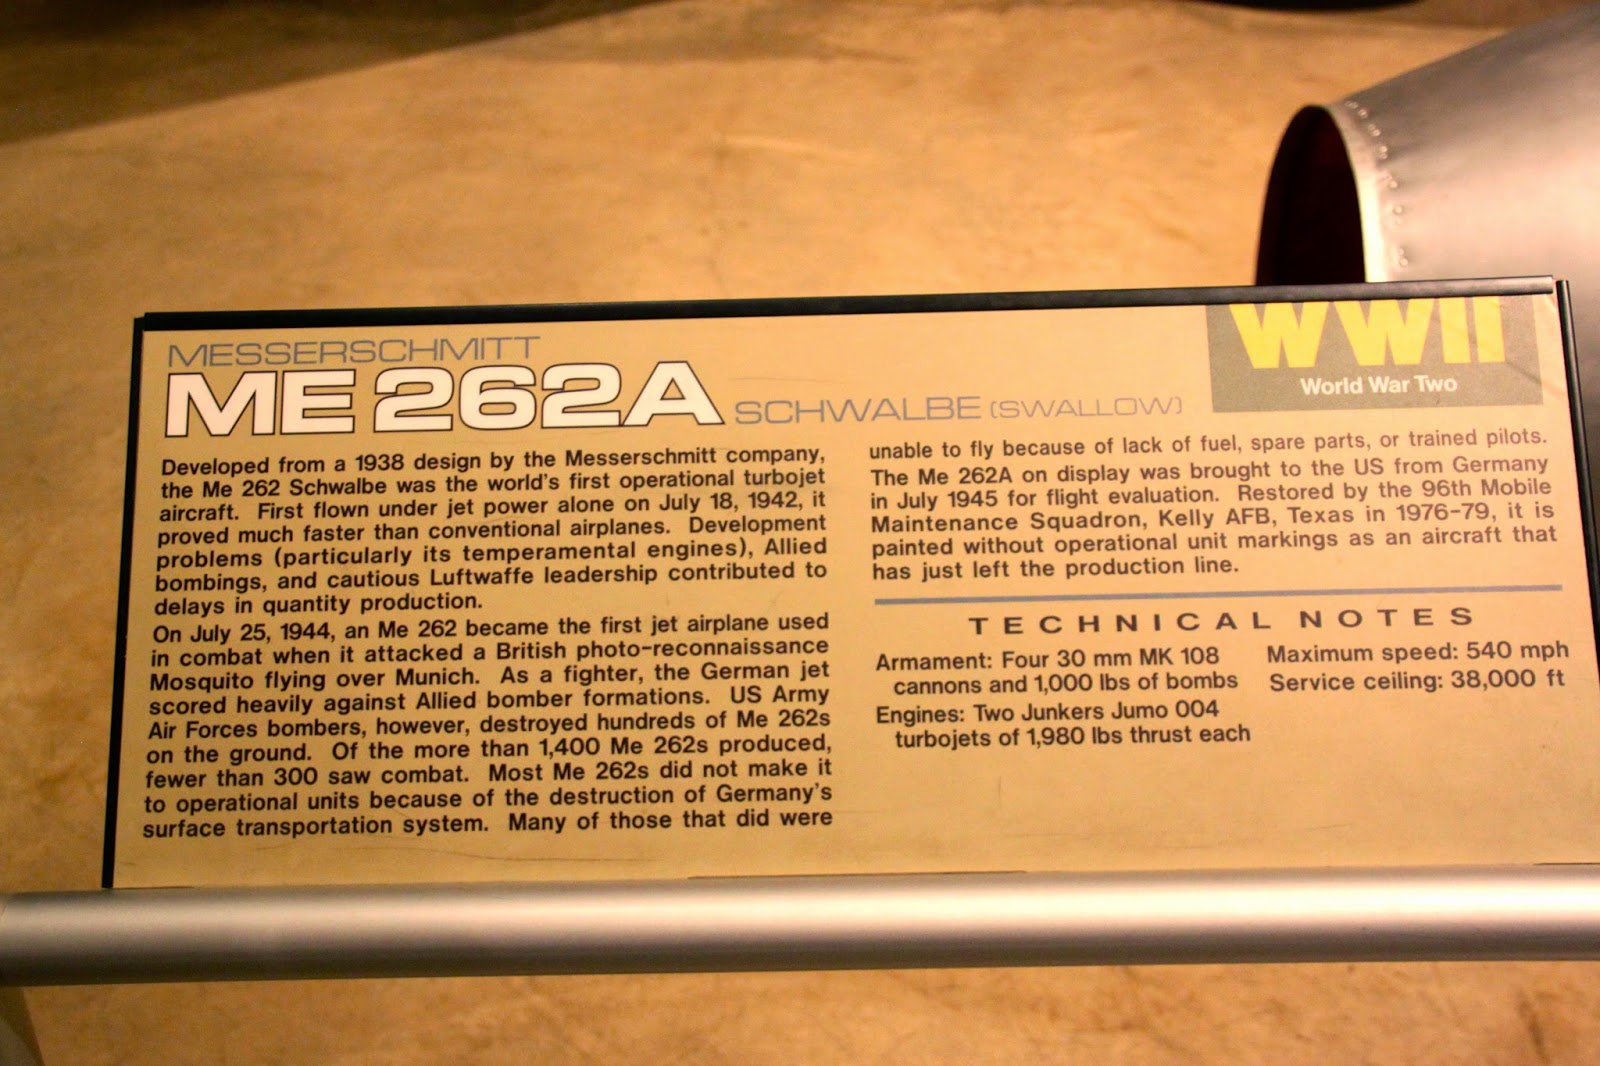 MESSERSCHMITT
ME 262A SCHWALBE (SWALLOW)
WWII
World War Two
Developed from a 1938 design by the Messerschmitt company,
the Me 262 Schwalbe was the world's first operational turbojet
aircraft. First flown under jet power alone on July 18, 1942, it
proved much faster than conventional airplanes. Development
problems (particularly its temperamental engines), Allied
bombings, and cautious Luftwaffe leadership contributed to
delays in quantity production.
On July 25, 1944, an Me 262 became the first jet airplane used
in combat when it attacked a British photo-reconnaissance
Mosquito flying over Munich. As a fighter, the German jet
scored heavily against Allied bomber formations. US Army
Air Forces bombers, however, destroyed hundreds of Me 262s
on the ground. Of the more than 1,400 Me 262s produced,
fewer than 300 saw combat. Most Me 262s did not make it
to operational units because of the destruction of Germany's
surface transportation system. Many of those that did were
unable to fly because of lack of fuel, spare parts, or trained pilots.
The Me 262A on display was brought to the US from Germany
in July 1945 for flight evaluation. Restored by the 96th Mobile
Maintenance Squadron, Kelly AFB, Texas in 1976-79, it is
painted without operational unit markings as an aircraft that
has just left the production line.
TECHNICAL NOTES
Armament: Four 30 mm MK 108
cannons and 1,000 lbs of bombs
Engines: Two Junkers Jumo 004
turbojets of 1,980 lbs thrust each
Maximum speed: 540 mph
Service ceiling: 38,000 ft